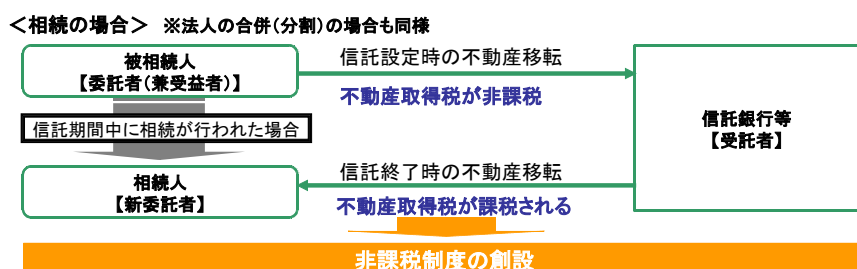 ＜相続の場合＞ ※法人の合併(分割)の場合も同様
被相続人
【委託者(兼受益者)】
信託設定時の不動産移転
不動産取得税が非課税
信託銀行等
【受託者】
信託期間中に相続が行われた場合
相続人
【新委託者】
信託終了時の不動産移転
不動産取得税が課税される
非課税制度の創設